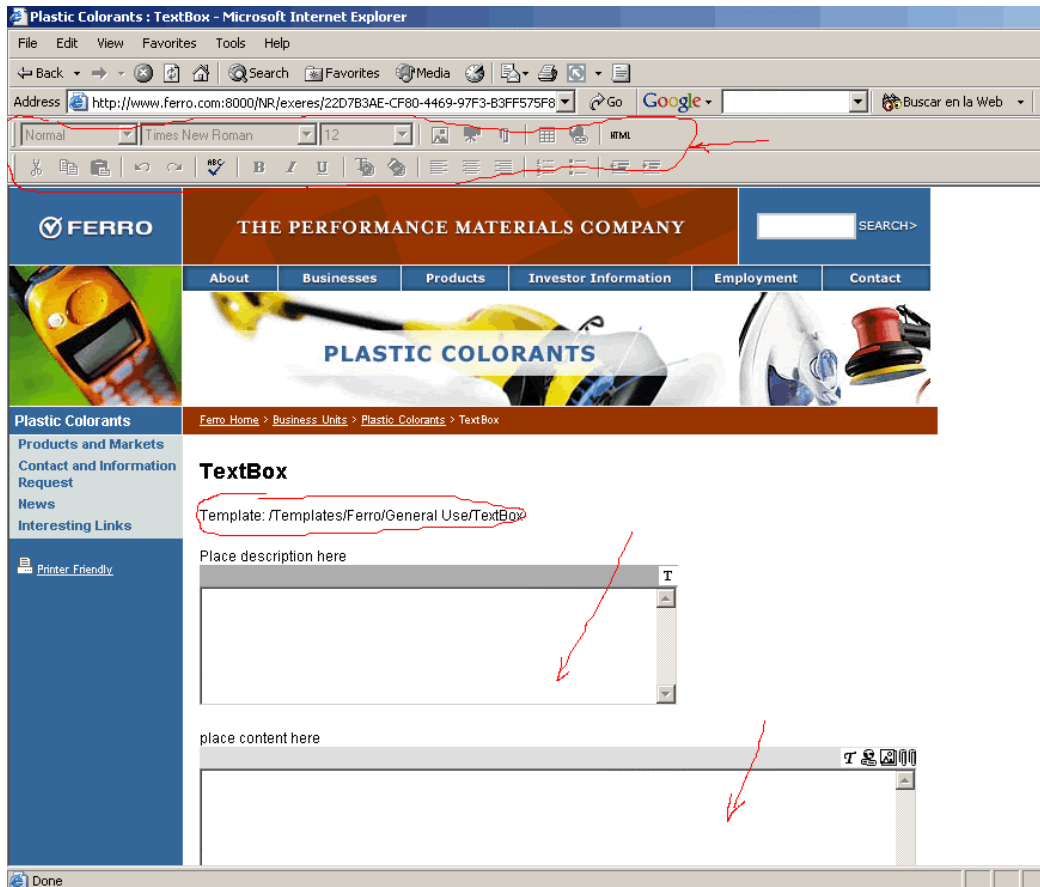 Plastic Colorants : TextBox - Microsoft Internet Explorer
File Edit View Favorites Tools Help
Back Search Favorites Media
Address http://www.ferro.com:8000/NR/exeres/22D7B3AE-CF80-4469-97F3-B3FF575F8 Go Google Buscar en la Web
Normal Times New Roman 12 HTML
ABC B I U
FERRO THE PERFORMANCE MATERIALS COMPANY SEARCH>
About Businesses Products Investor Information Employment Contact
PLASTIC COLORANTS
Plastic Colorants Ferro Home > Business Units > Plastic Colorants > TextBox
Products and Markets
Contact and Information
Request
News
Interesting Links
Printer Friendly
TextBox
Template: /Templates/Ferro/General Use/TextBox
Place description here
T
place content here
T
Done